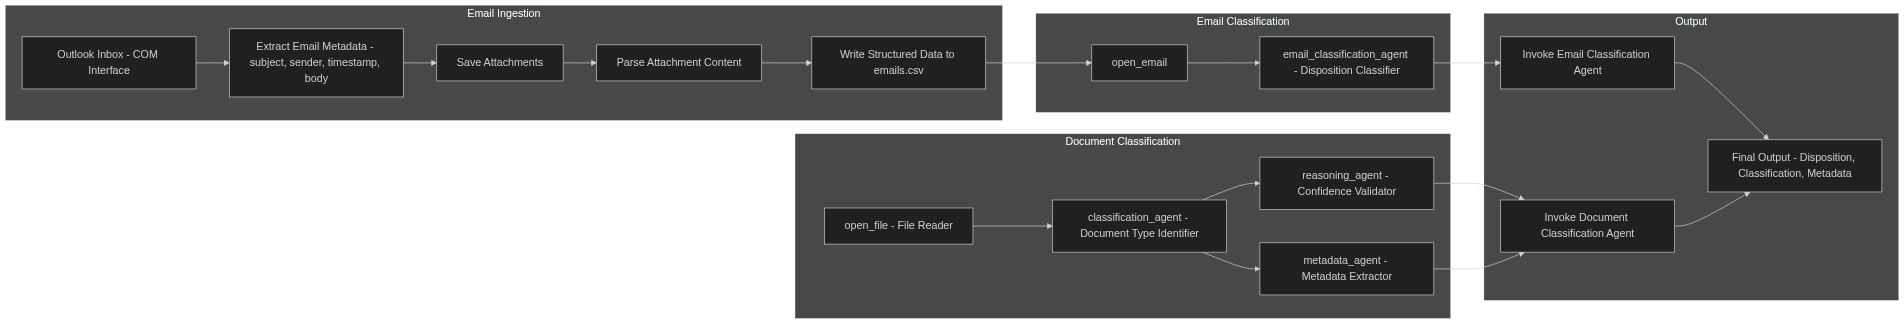 Email Ingestion
Outlook Inbox - COM
Interface
Extract Email Metadata -
subject, sender, timestamp,
body
Save Attachments
Parse Attachment Content
Write Structured Data to
emails.csv
Email Classification
open_email
email_classification_agent
- Disposition Classifier
Document Classification
open_file - File Reader
classification_agent -
Document Type Identifier
reasoning_agent -
Confidence Validator
metadata_agent -
Metadata Extractor
Output
Invoke Email Classification
Agent
Invoke Document
Classification Agent
Final Output - Disposition,
Classification, Metadata